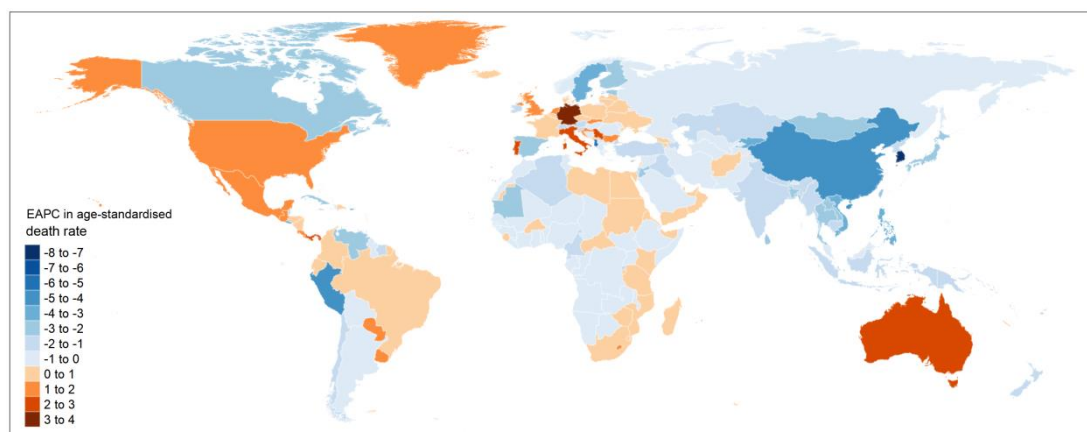 EAPC in age-standardised
death rate
-8 to -7
-7 to -6
-6 to -5
-5 to -4
-4 to -3
-3 to -2
-2 to -1
-1 to 0
0 to 1
1 to 2
2 to 3
3 to 4